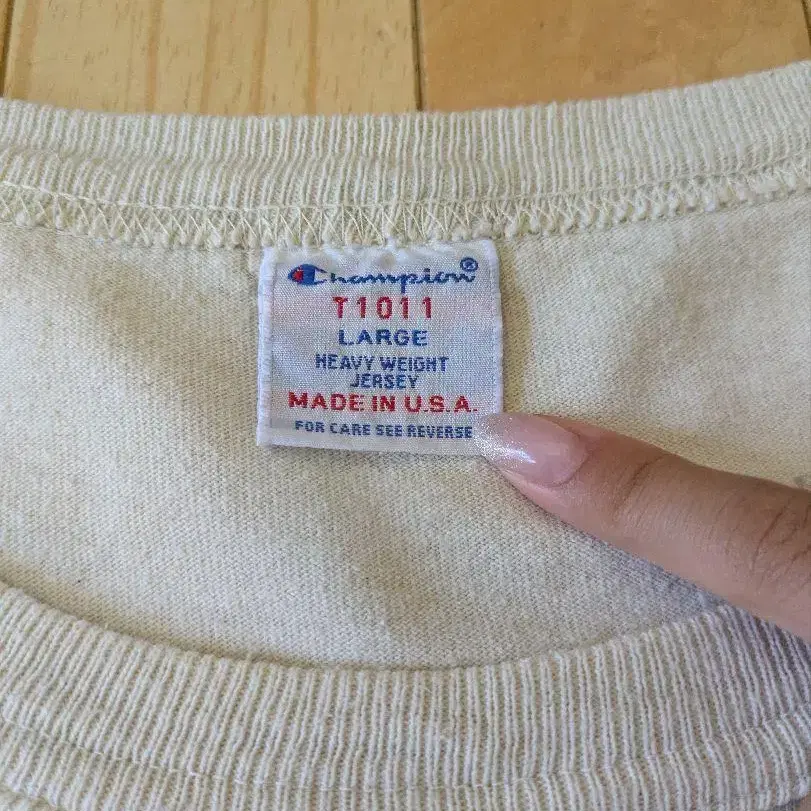 Champion®
T1011
LARGE
HEAVY WEIGHT
JERSEY
MADE IN U.S.A.
FOR CARE SEE REVERSE